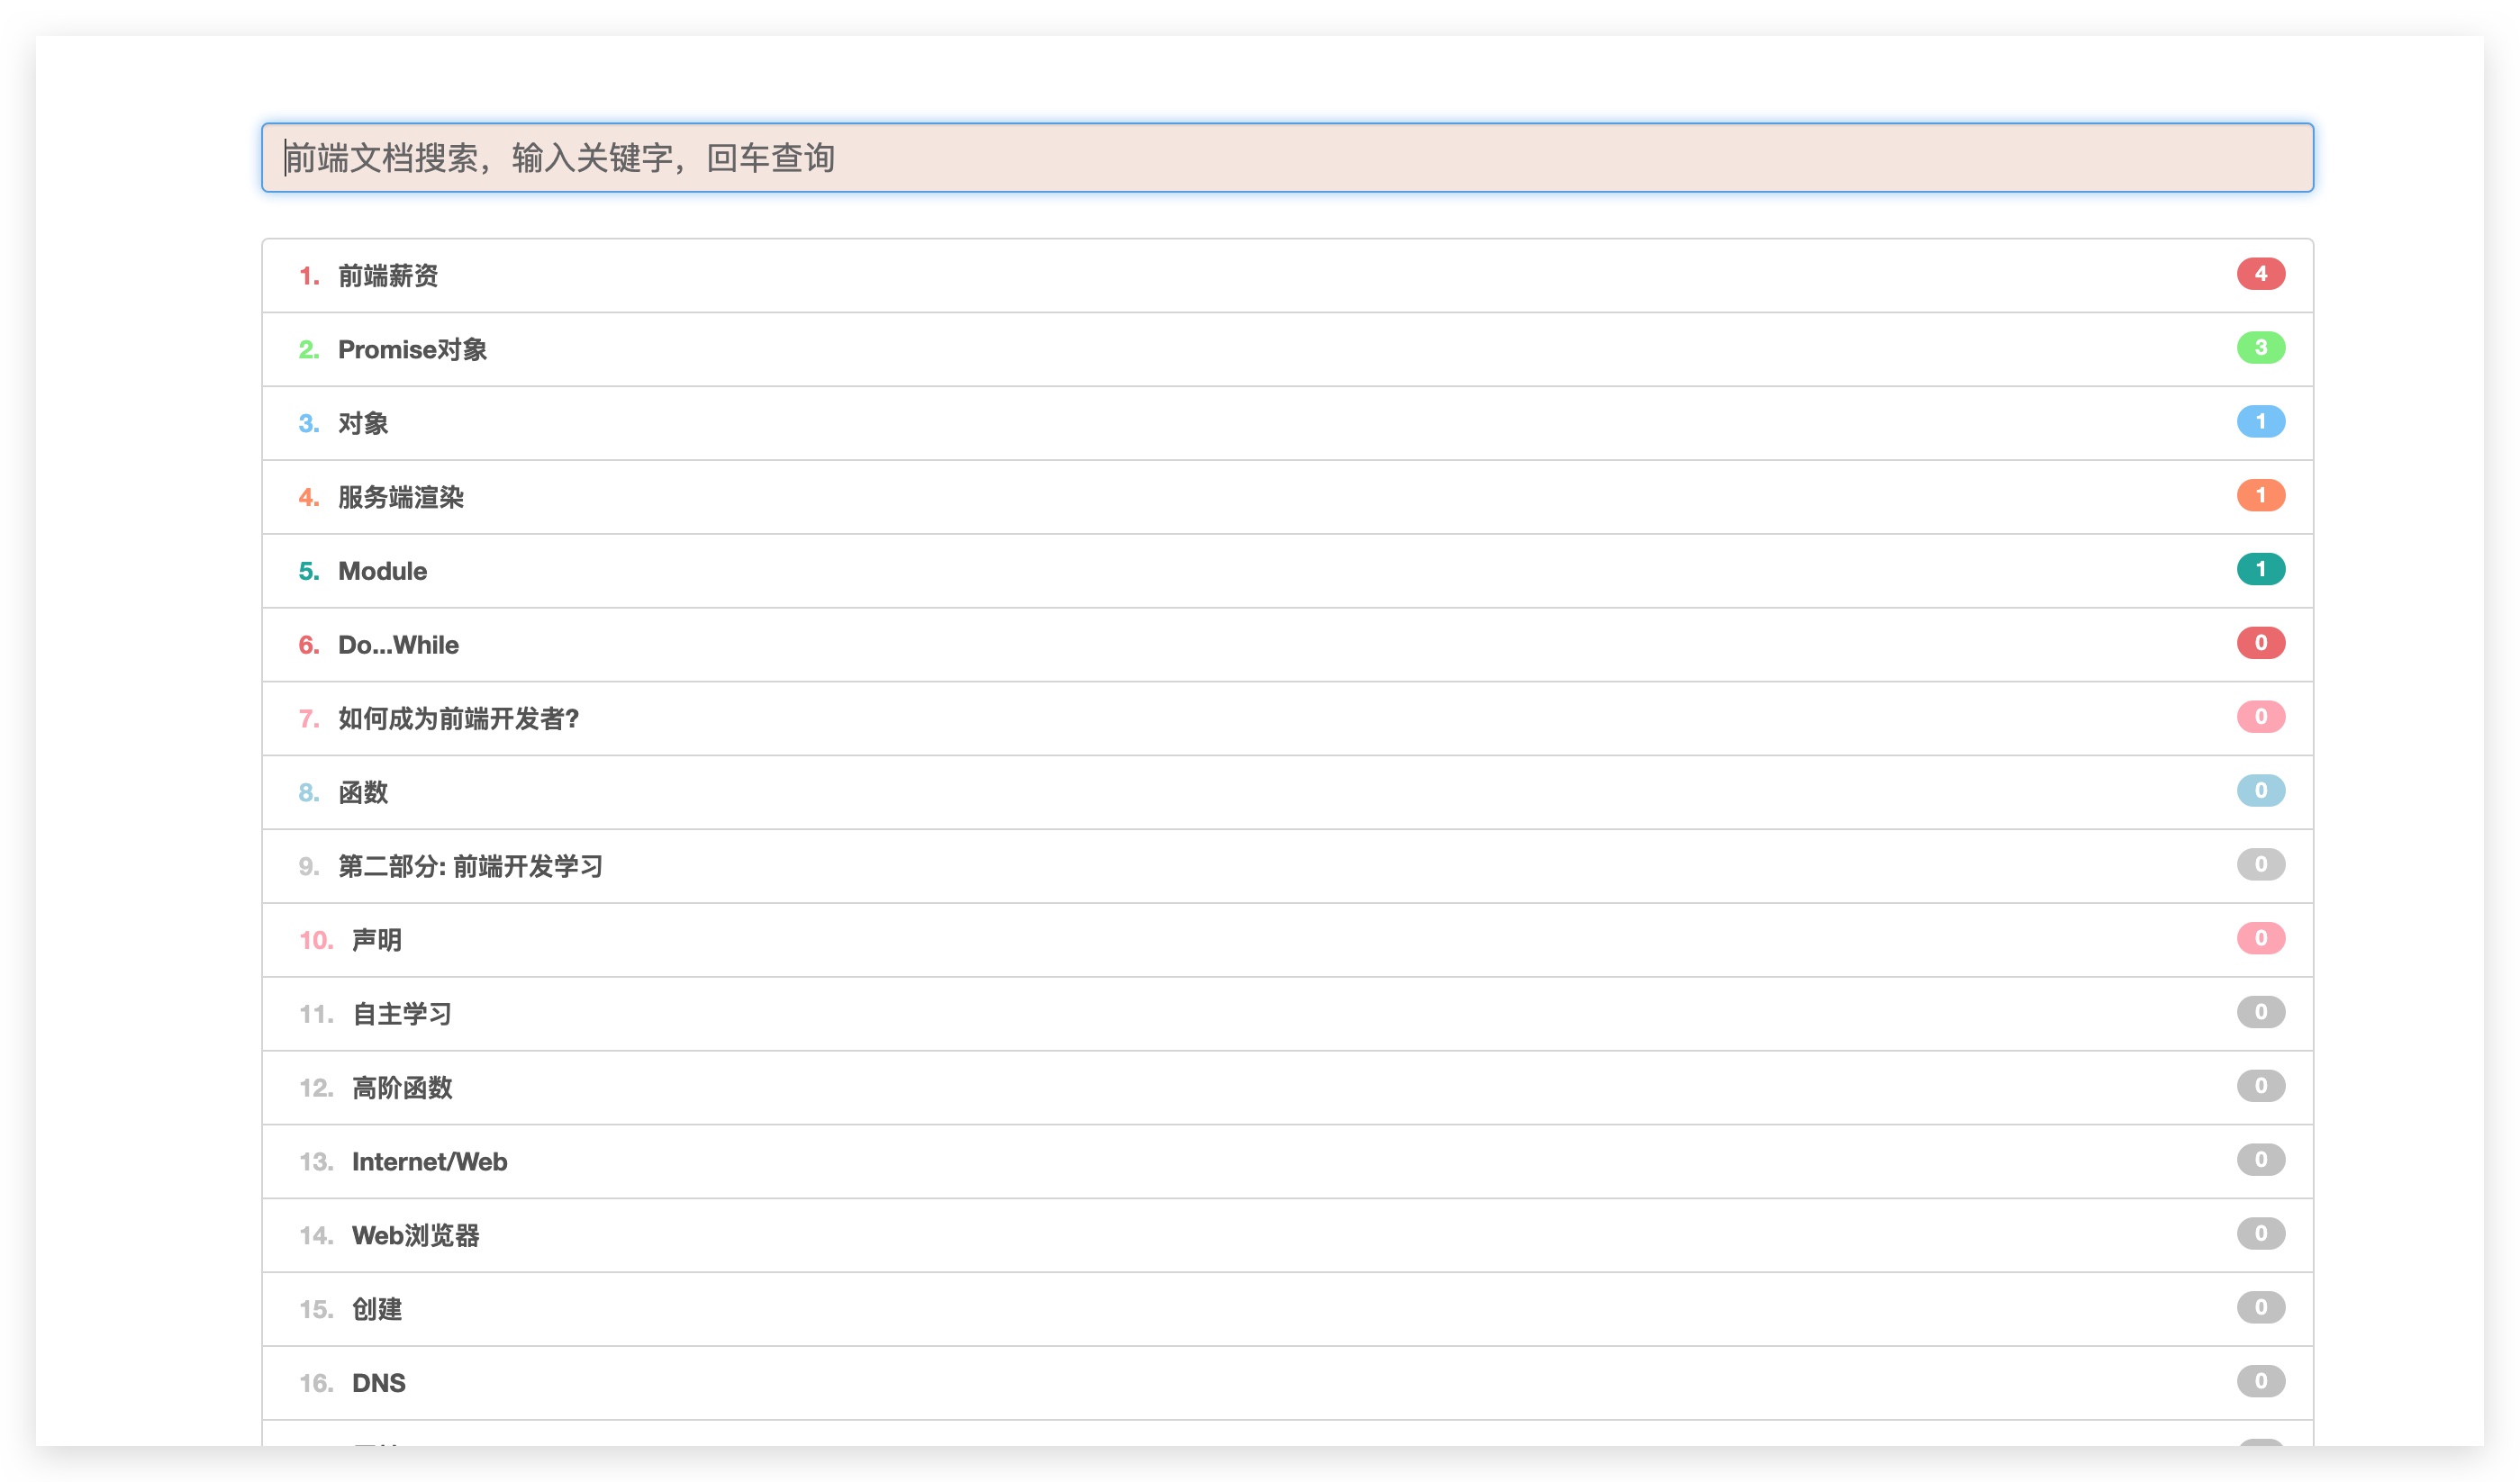 前端文档搜索，输入关键字，回车查询
1. 前端薪资 4
2. Promise对象 3
3. 对象 1
4. 服务端渲染 1
5. Module 1
6. Do...While 0
7. 如何成为前端开发者? 0
8. 函数 0
9. 第二部分: 前端开发学习 0
10. 声明 0
11. 自主学习 0
12. 高阶函数 0
13. Internet/Web 0
14. Web浏览器 0
15. 创建 0
16. DNS 0